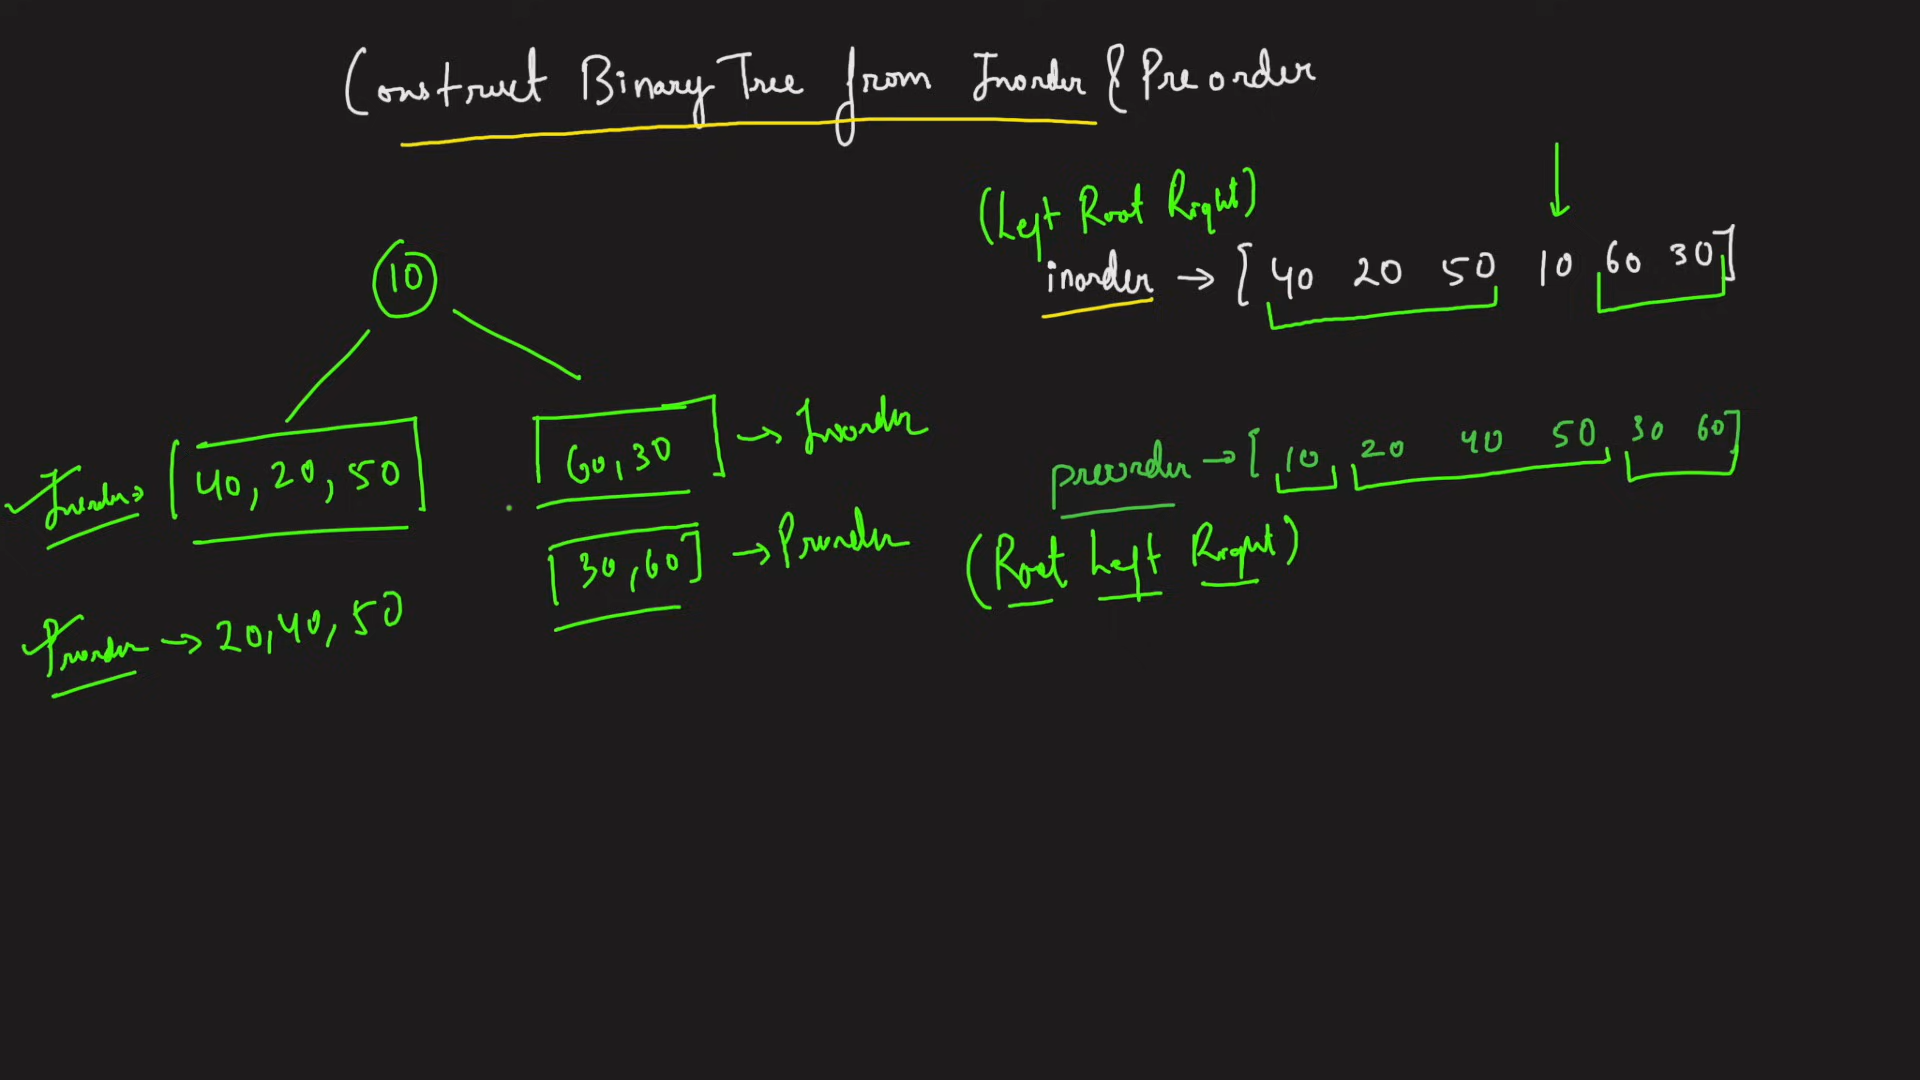 Construct Binary Tree from Inorder & Preorder
(Left Root Right)
inorder → [ 40 20 50 10 60 30 ]
10
[ 40, 20, 50 ]
Inorder →
[ 60, 30 ] → Inorder
preorder → [ 10 20 40 50 30 60 ]
(Root Left Right)
[ 30, 60 ] → Preorder
Preorder → 20, 40, 50